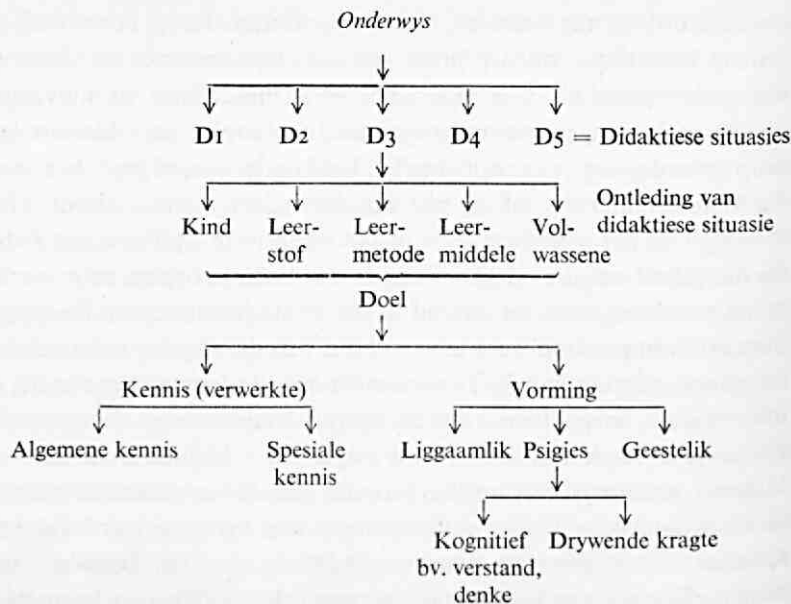 Onderwys
D1 D2 D3 D4 D5 = Didaktiese situasies
Kind Leer- Leer- Leer- Vol- Ontleding van
stof metode middele wassene didaktiese situasie
Doel
Kennis (verwerkte) Vorming
Algemene kennis Spesiale Liggaamlik Psigies Geestelik
kennis
Kognitief Drywende kragte
bv. verstand,
denke